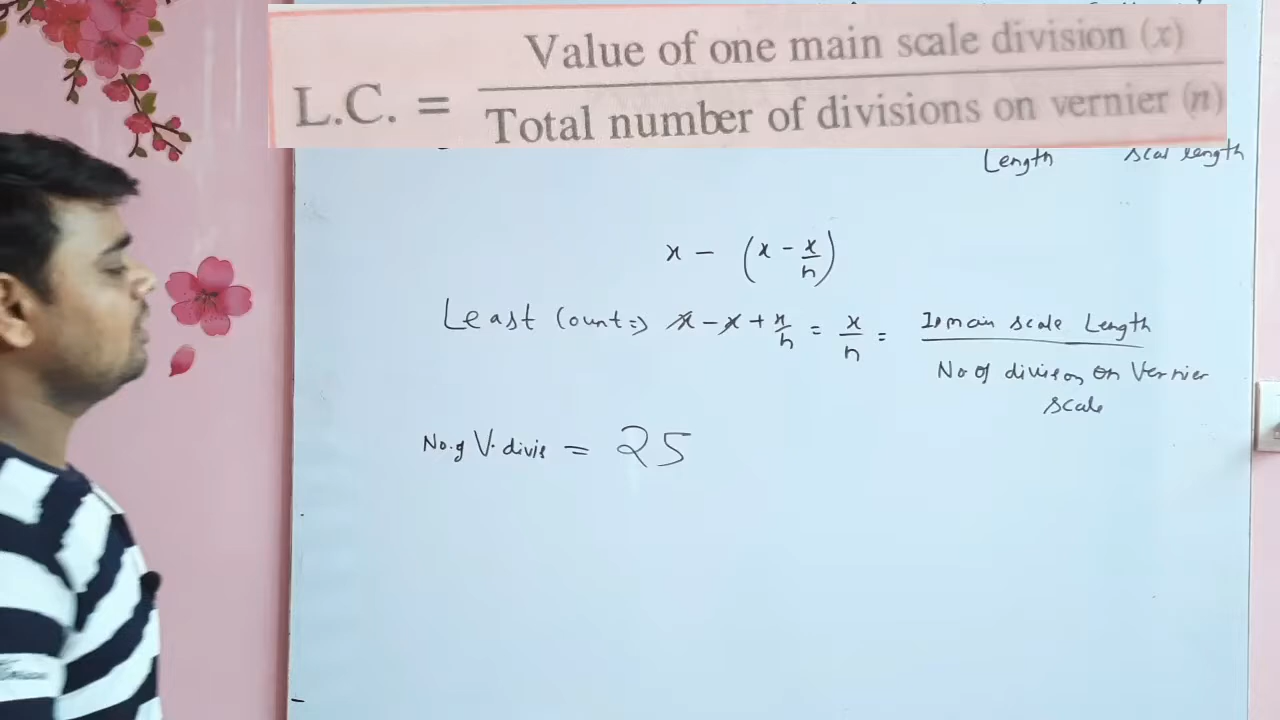 L.C. = Value of one main scale division (x) / Total number of divisions on vernier (n)
Length scal length
x - (x - x/n)
Least Count => x - x + x/n = x/n = 1 main scale Length / No of division on Vernier scale
No. of V. divis = 25